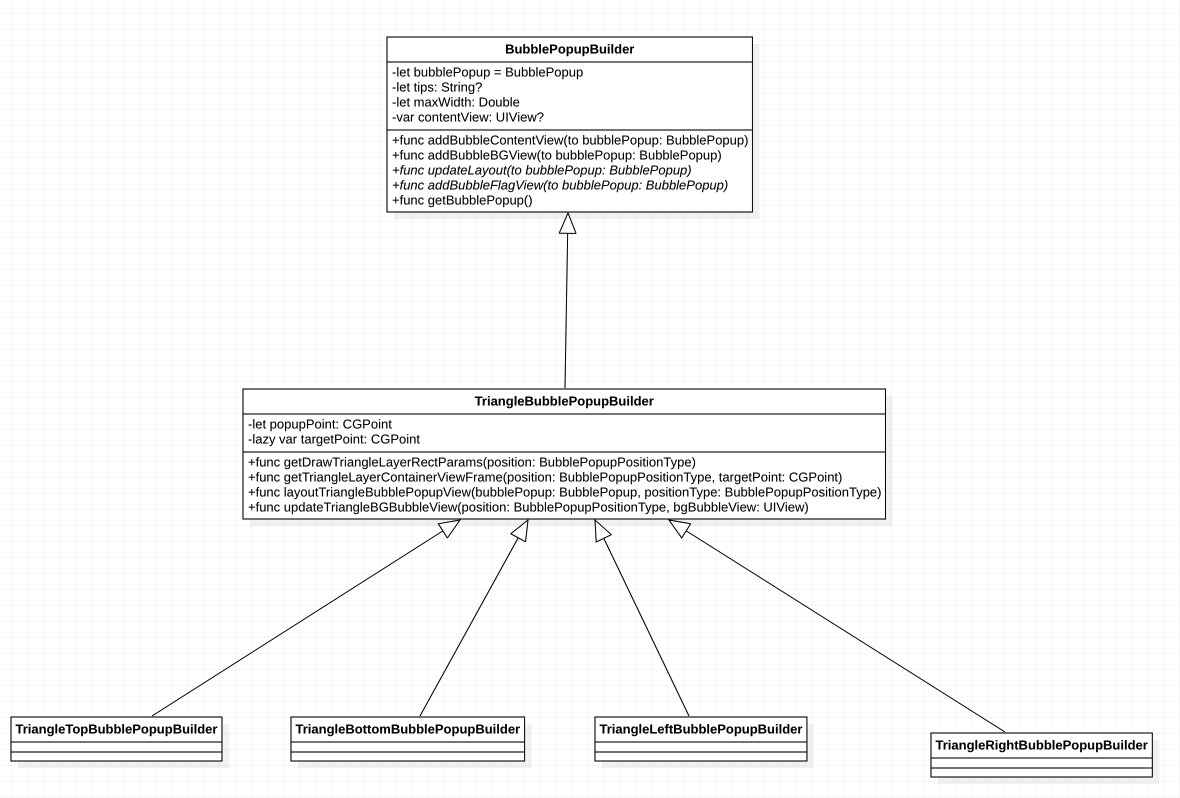 BubblePopupBuilder
-let bubblePopup = BubblePopup
-let tips: String?
-let maxWidth: Double
-var contentView: UIView?
+func addBubbleContentView(to bubblePopup: BubblePopup)
+func addBubbleBGView(to bubblePopup: BubblePopup)
+func updateLayout(to bubblePopup: BubblePopup)
+func addBubbleFlagView(to bubblePopup: BubblePopup)
+func getBubblePopup()
TriangleBubblePopupBuilder
-let popupPoint: CGPoint
-lazy var targetPoint: CGPoint
+func getDrawTriangleLayerRectParams(position: BubblePopupPositionType)
+func getTriangleLayerContainerViewFrame(position: BubblePopupPositionType, targetPoint: CGPoint)
+func layoutTriangleBubblePopupView(bubblePopup: BubblePopup, positionType: BubblePopupPositionType)
+func updateTriangleBGBubbleView(position: BubblePopupPositionType, bgBubbleView: UIView)
TriangleTopBubblePopupBuilder
TriangleBottomBubblePopupBuilder
TriangleLeftBubblePopupBuilder
TriangleRightBubblePopupBuilder